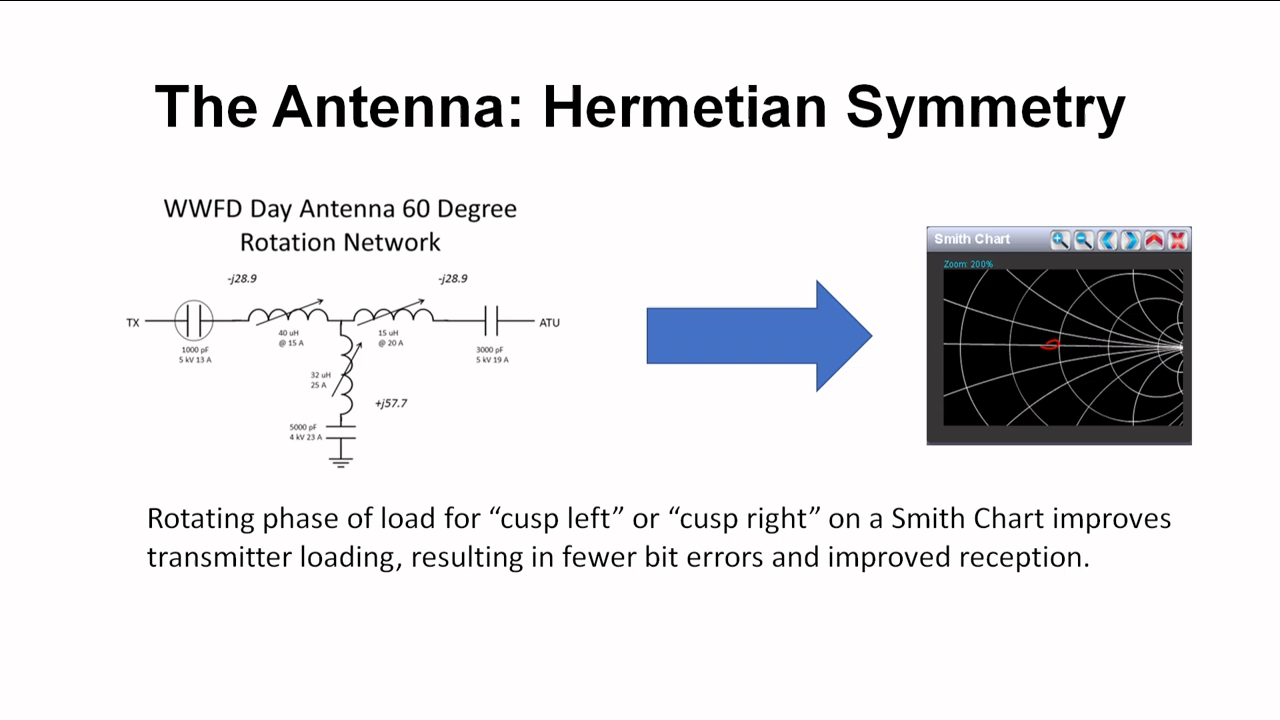 The Antenna: Hermetian Symmetry
WWFD Day Antenna 60 Degree
Rotation Network
-j28.9
-j28.9
TX
ATU
40 uH
@ 15 A
15 uH
@ 20 A
1000 pF
5 kV 13 A
3000 pF
5 kV 19 A
32 uH
25 A
+j57.7
5000 pF
4 kV 23 A
Smith Chart
Zoom: 200%
Rotating phase of load for “cusp left” or “cusp right” on a Smith Chart improves
transmitter loading, resulting in fewer bit errors and improved reception.